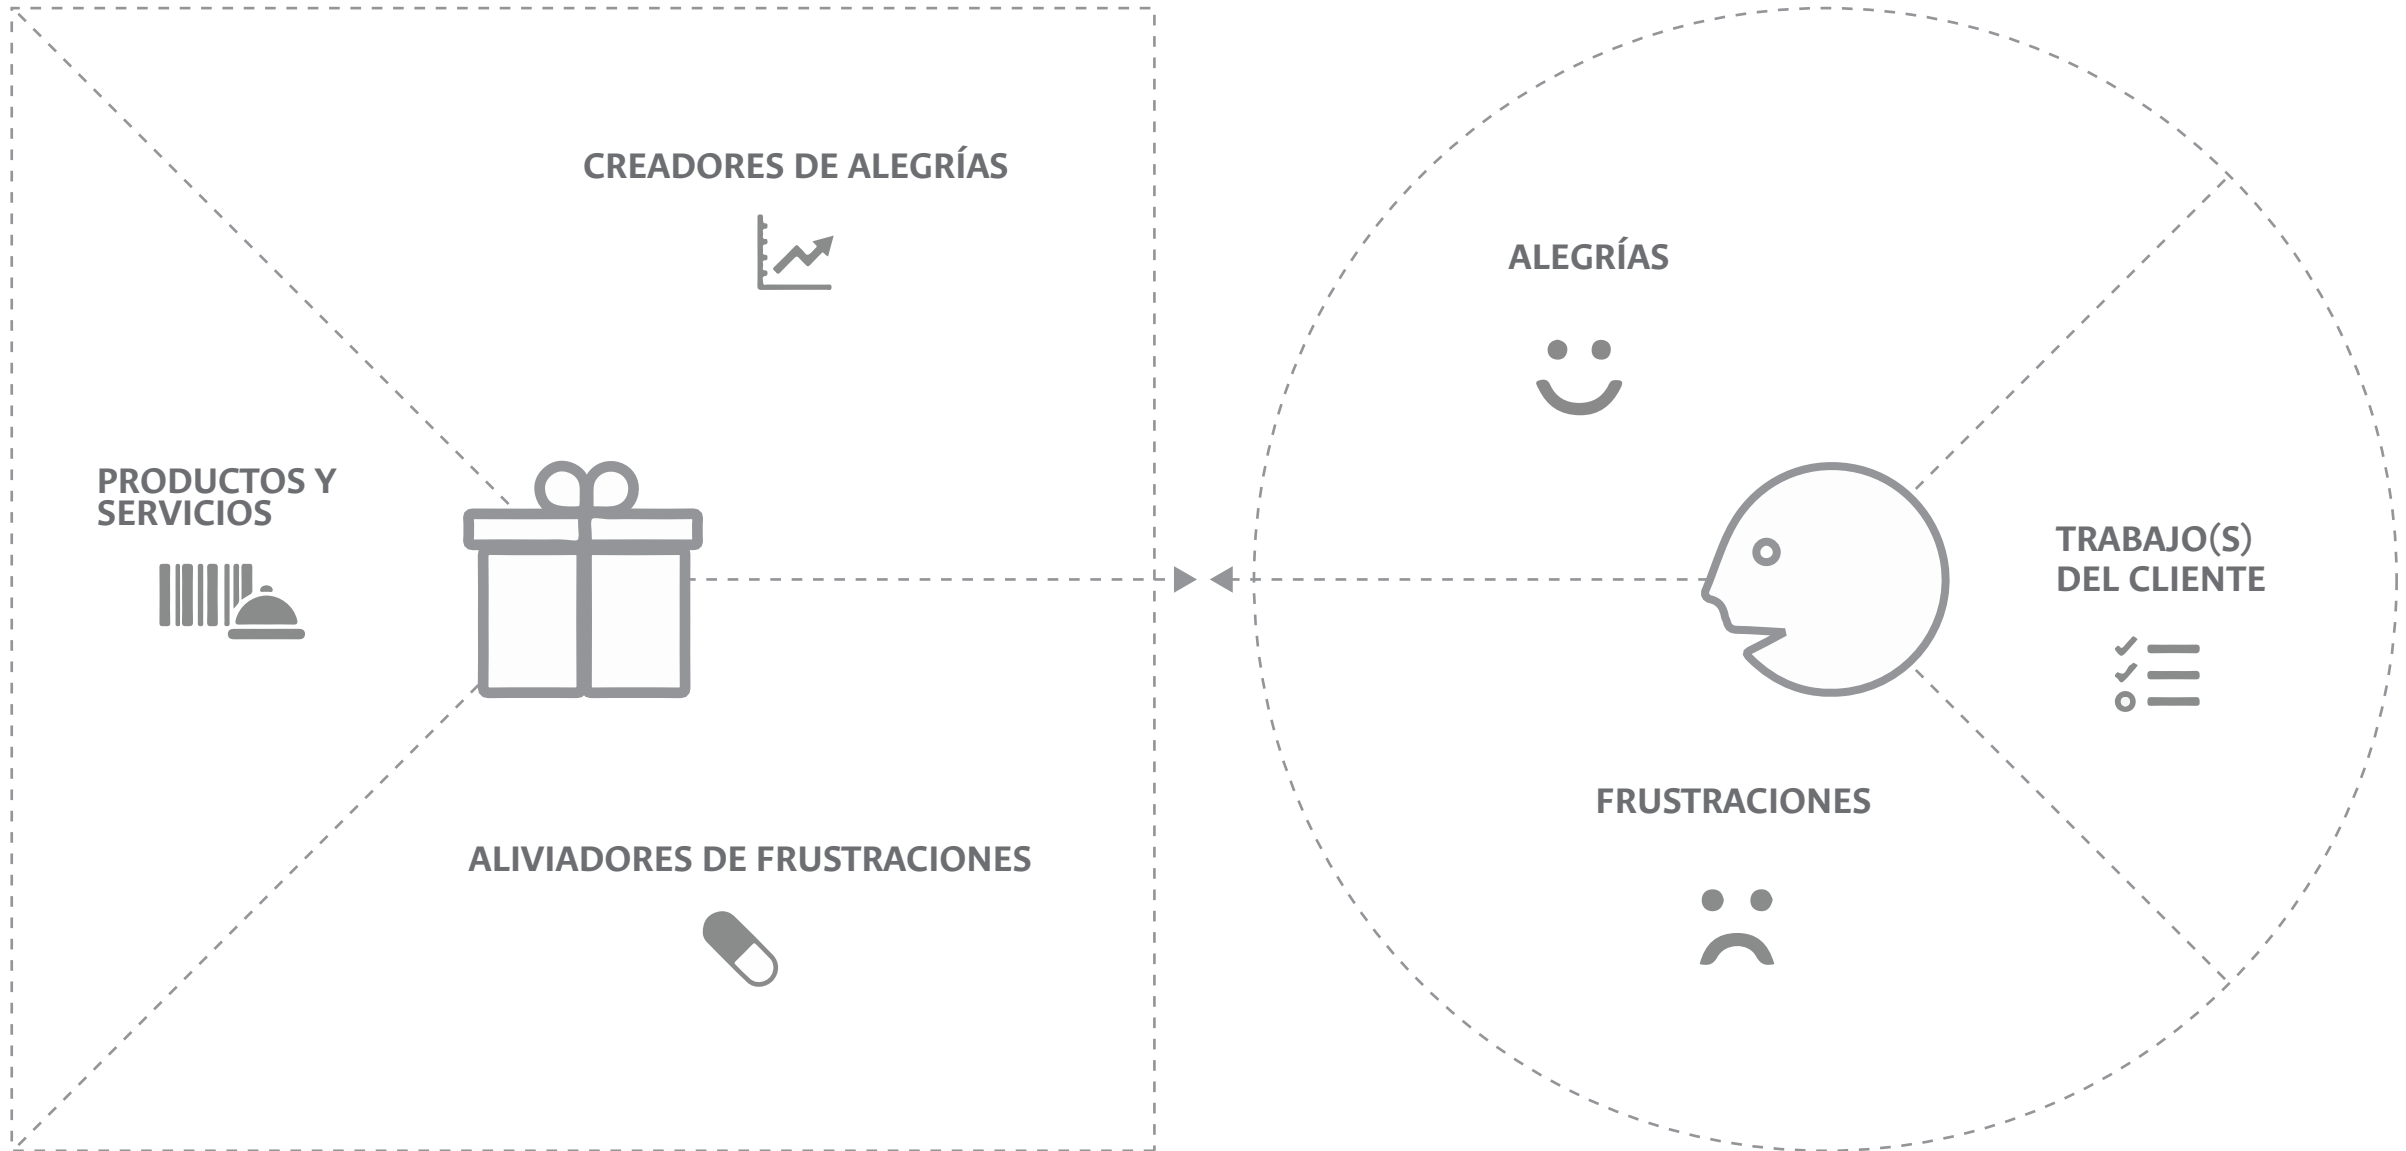 CREADORES DE ALEGRÍAS
PRODUCTOS Y
SERVICIOS
ALIVIADORES DE FRUSTRACIONES
ALEGRÍAS
TRABAJO(S)
DEL CLIENTE
FRUSTRACIONES